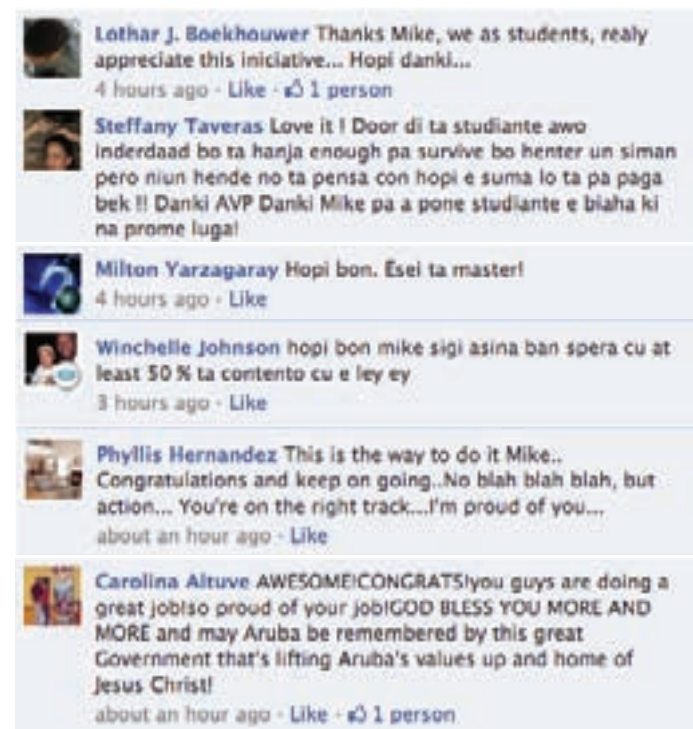 Lothar J. Boekhouwer Thanks Mike, we as students, realy
appreciate this iniciative... Hopi danki...
4 hours ago · Like · 1 person
Steffany Taveras Love it ! Door di ta studiante awo
inderdaad bo ta hanja enough pa survive bo henter un siman
pero niun hende no ta pensa con hopi e suma lo ta pa paga
bek !! Danki AVP Danki Mike pa a pone studiante e biaha ki
na prome luga!
Milton Yarzagaray Hopi bon. Esei ta master!
4 hours ago · Like
Winchelle Johnson hopi bon mike sigi asina ban spera cu at
least 50 % ta contento cu e ley ey
3 hours ago · Like
Phyllis Hernandez This is the way to do it Mike..
Congratulations and keep on going..No blah blah blah, but
action... You're on the right track...I'm proud of you...
about an hour ago · Like
Carolina Altuve AWESOME!CONGRATS!you guys are doing a
great job!so proud of your job!GOD BLESS YOU MORE AND
MORE and may Aruba be remembered by this great
Government that's lifting Aruba's values up and home of
Jesus Christ!
about an hour ago · Like · 1 person